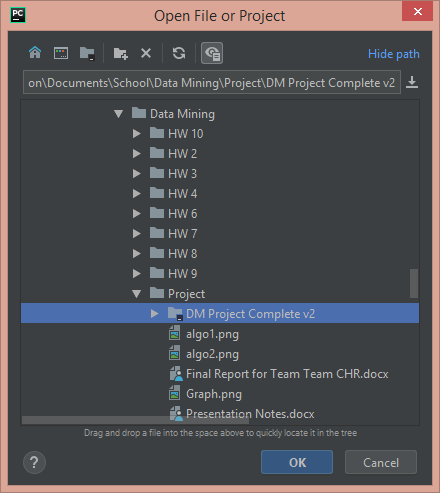 PC
Open File or Project
Hide path
on\Documents\School\Data Mining\Project\DM Project Complete v2
Data Mining
HW 10
HW 2
HW 3
HW 4
HW 6
HW 7
HW 8
HW 9
Project
DM Project Complete v2
algo1.png
algo2.png
Final Report for Team Team CHR.docx
Graph.png
Presentation Notes.docx
Drag and drop a file into the space above to quickly locate it in the tree
?
OK
Cancel